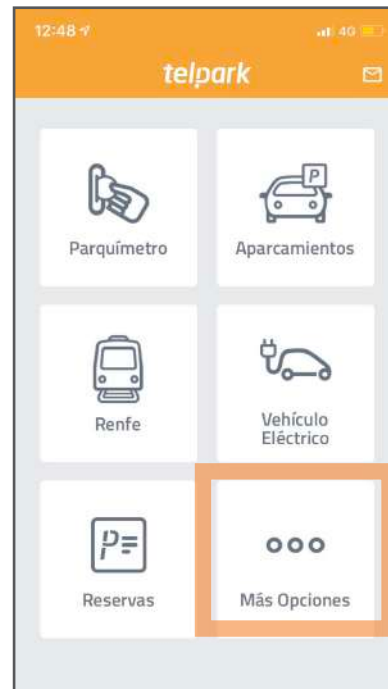 12:48
4G
telpark
P
Parquímetro
Aparcamientos
Renfe
Vehículo
Eléctrico
P
Reservas
Más Opciones